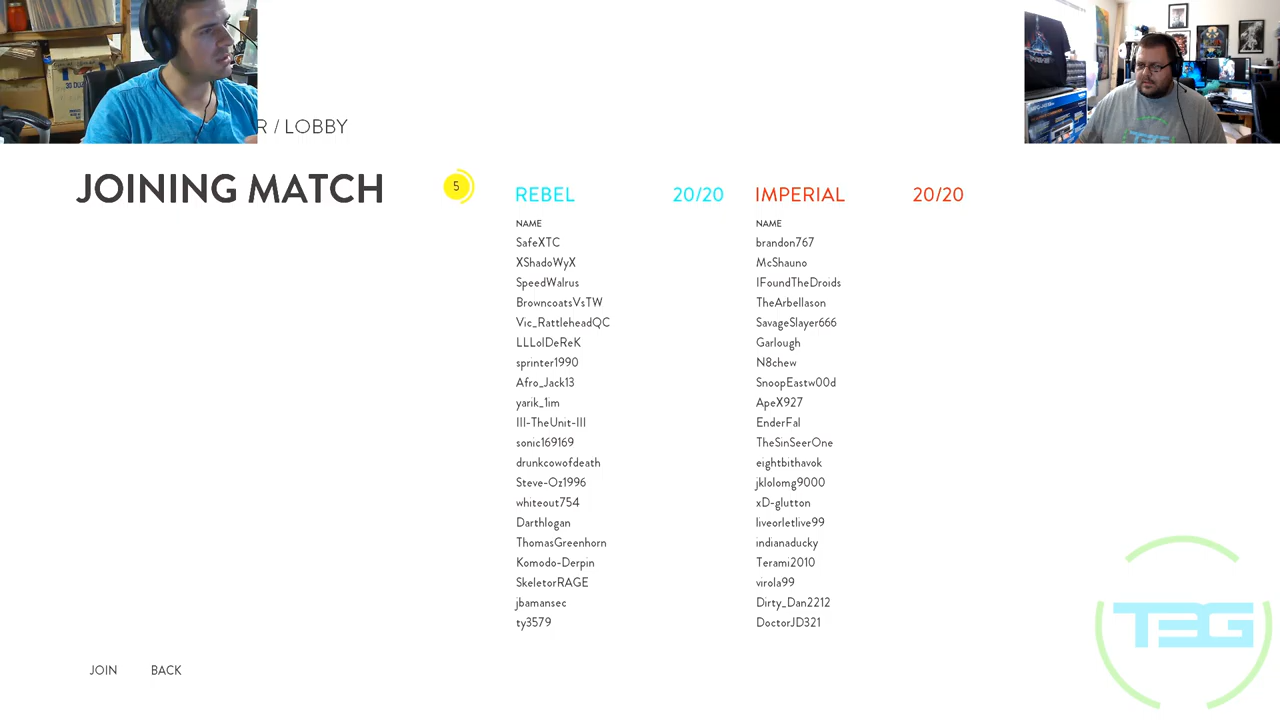 R / LOBBY
JOINING MATCH
5
REBEL 20/20
NAME
SafeXTC
XShadoWyX
SpeedWalrus
BrowncoatsVsTW
Vic_RattleheadQC
LLLolDeReK
sprinter1990
Afro_Jack13
yarik_1im
III-TheUnit-III
sonic169169
drunkcowofdeath
Steve-Oz1996
whiteout754
Darthlogan
ThomasGreenhorn
Komodo-Derpin
SkeletorRAGE
jbamansec
ty3579
IMPERIAL 20/20
NAME
brandon767
McShauno
IFoundTheDroids
TheArbellason
SavageSlayer666
Garlough
N8chew
SnoopEastw00d
ApeX927
EnderFal
TheSinSeerOne
eightbithavok
jklolomg9000
xD-glutton
liveorletlive99
indianaducky
Terami2010
virola99
Dirty_Dan2212
DoctorJD321
JOIN BACK
TBG